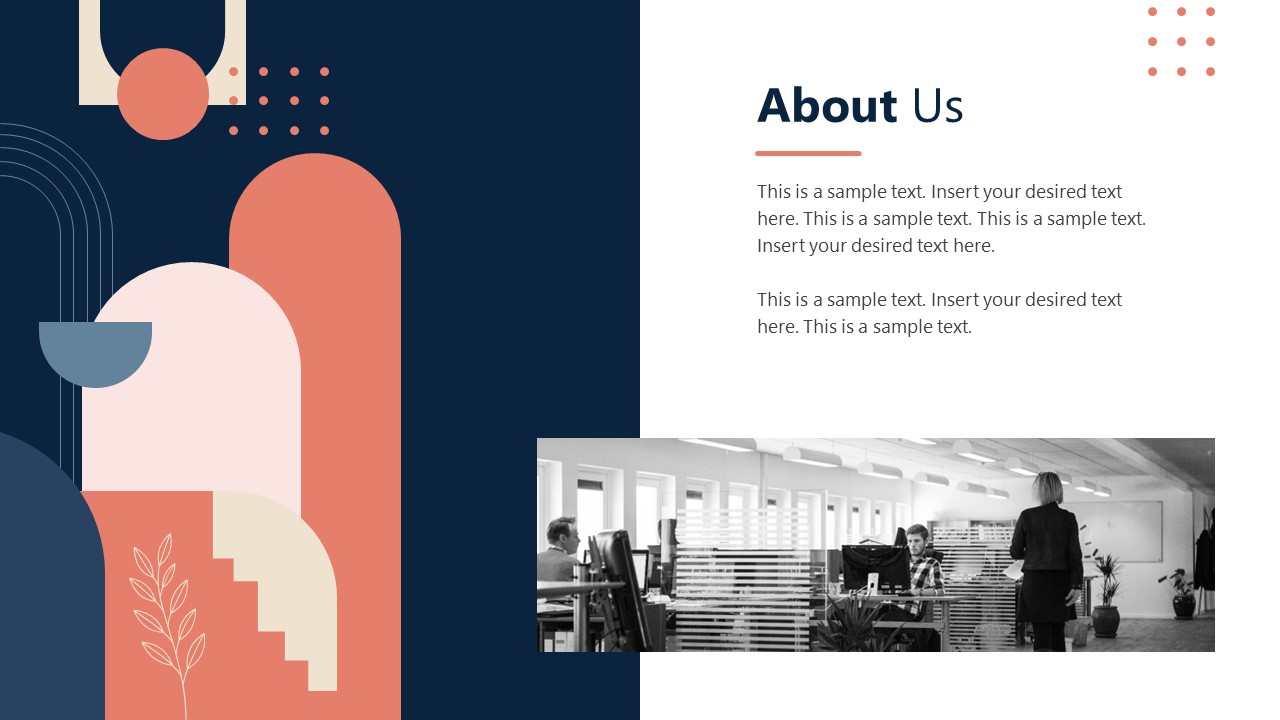 About Us
This is a sample text. Insert your desired text
here. This is a sample text. This is a sample text.
Insert your desired text here.
This is a sample text. Insert your desired text
here. This is a sample text.